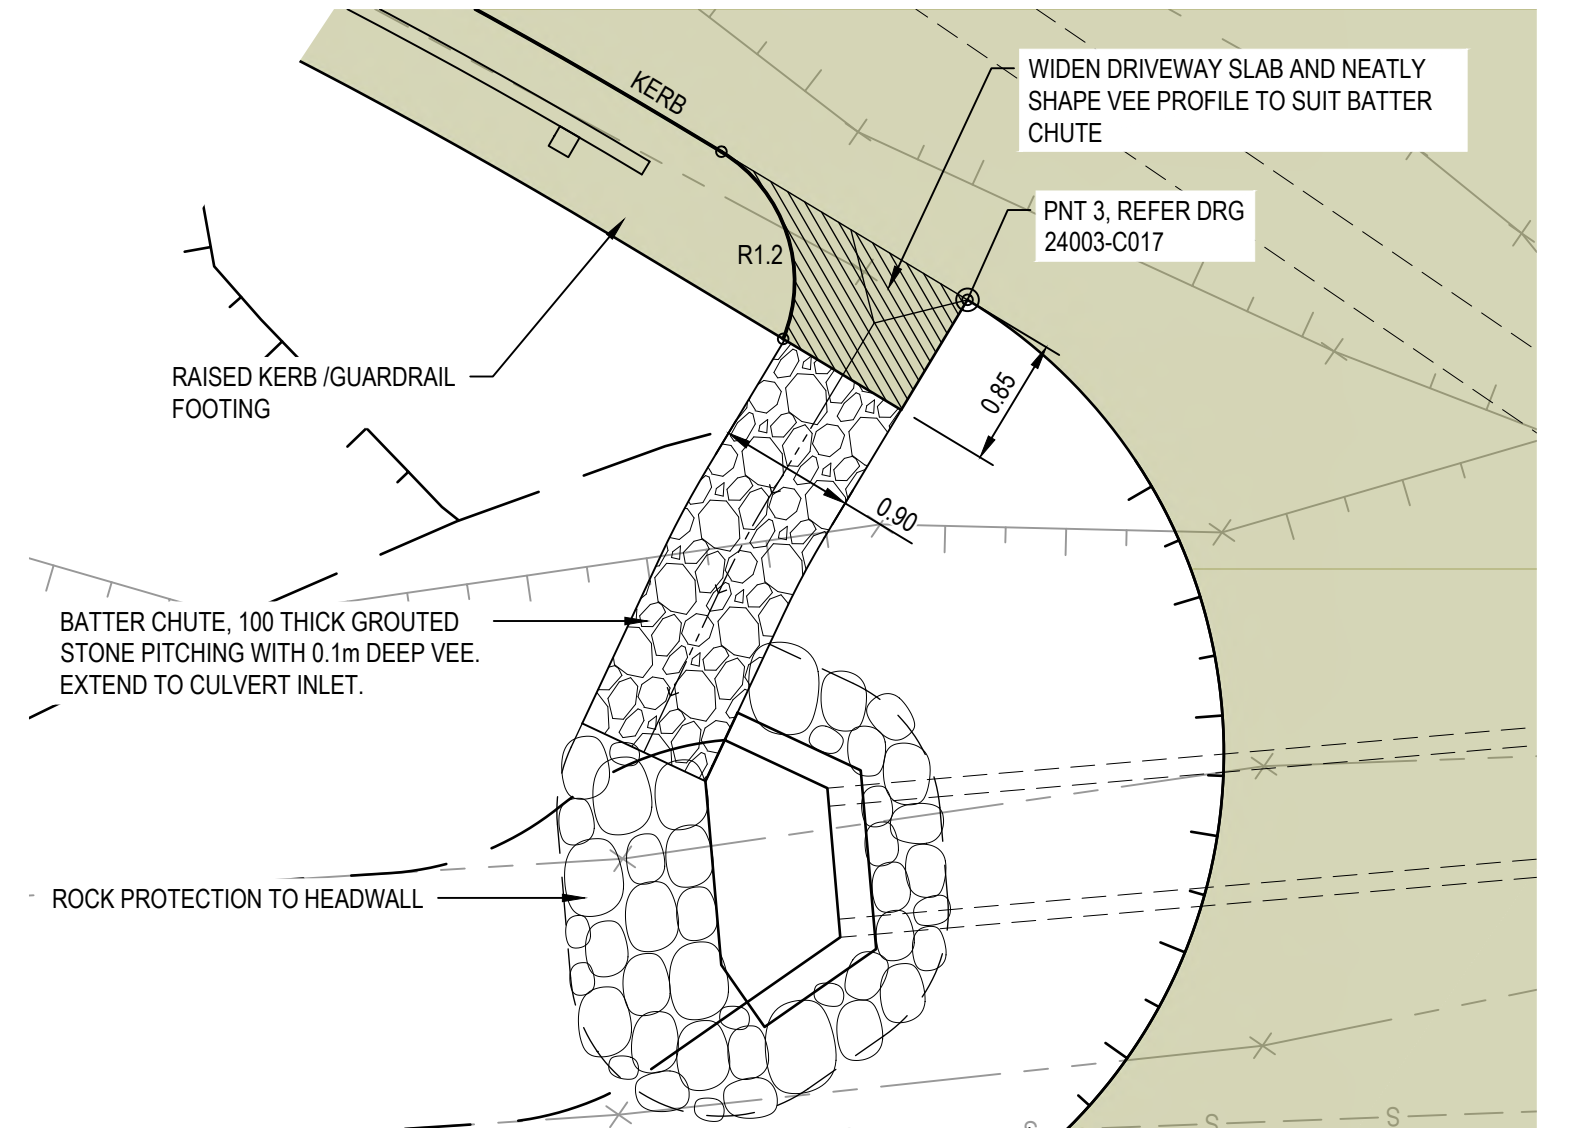 WIDEN DRIVEWAY SLAB AND NEATLY
SHAPE VEE PROFILE TO SUIT BATTER
CHUTE
KERB
PNT 3, REFER DRG
24003-C017
R1.2
RAISED KERB /GUARDRAIL
FOOTING
0.85
0.90
BATTER CHUTE, 100 THICK GROUTED
STONE PITCHING WITH 0.1m DEEP VEE.
EXTEND TO CULVERT INLET.
ROCK PROTECTION TO HEADWALL
S S S